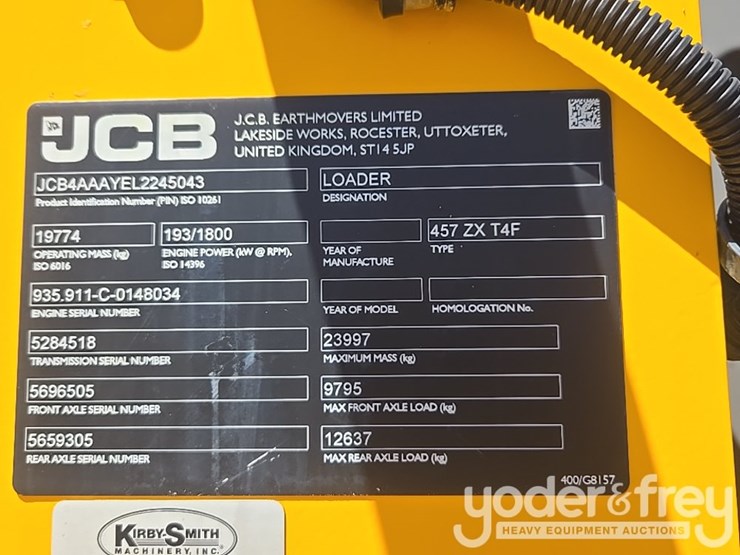 JCB
J.C.B. EARTHMOVERS LIMITED
LAKESIDE WORKS, ROCESTER, UTTOXETER,
UNITED KINGDOM, ST14 5JP
JCB4AAAYEL2245043
Product Identification Number (PIN) ISO 10261
LOADER
DESIGNATION
19774
OPERATING MASS (kg)
ISO 6016
193/1800
ENGINE POWER (kW @ RPM),
ISO 14396
YEAR OF
MANUFACTURE
457 ZX T4F
TYPE
935.911-C-0148034
ENGINE SERIAL NUMBER
YEAR OF MODEL
HOMOLOGATION No.
5284518
TRANSMISSION SERIAL NUMBER
23997
MAXIMUM MASS (kg)
5696505
FRONT AXLE SERIAL NUMBER
9795
MAX FRONT AXLE LOAD (kg)
5659305
REAR AXLE SERIAL NUMBER
12637
MAX REAR AXLE LOAD (kg)
400/G8157
KIRBY-SMITH
MACHINERY, INC.
yoder&frey
HEAVY EQUIPMENT AUCTIONS